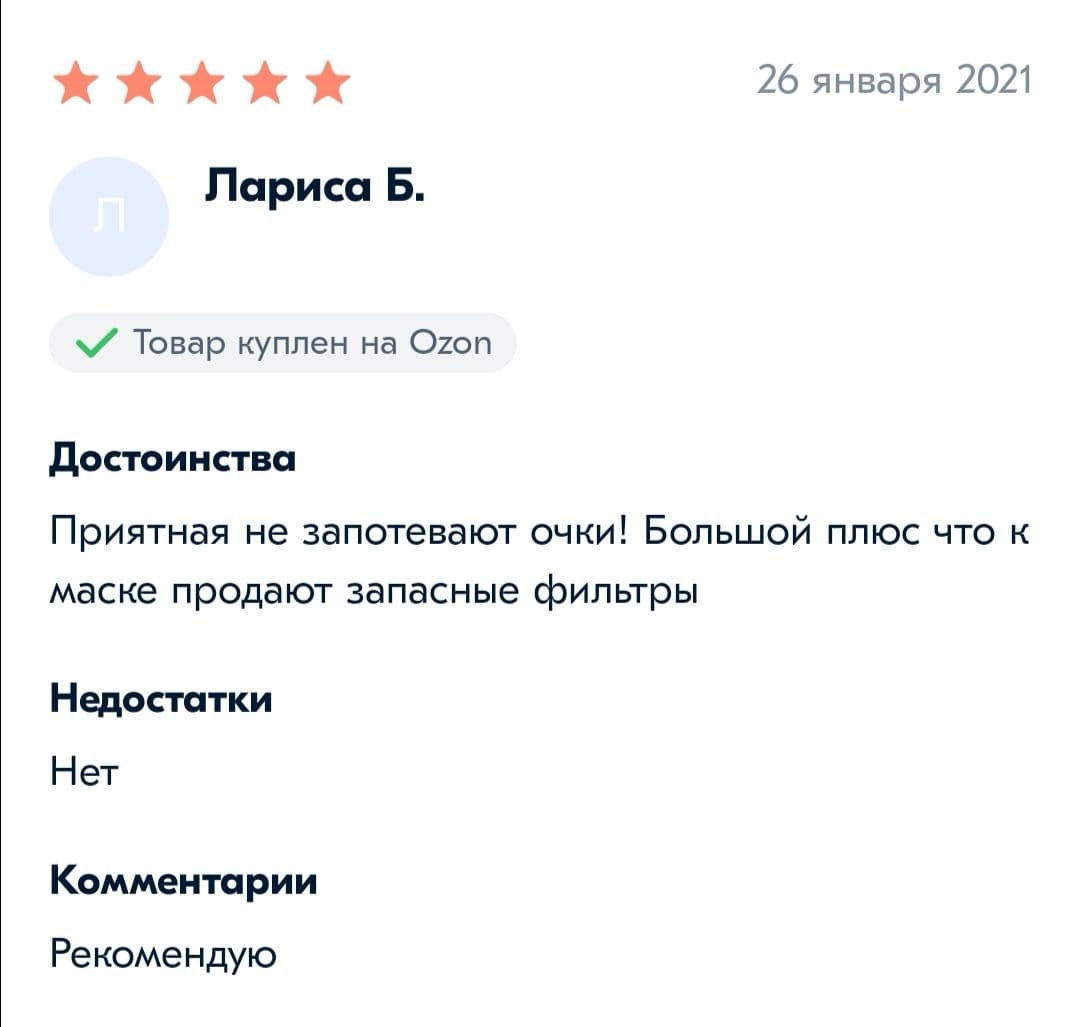 26 января 2021
Л
Лариса Б.
Товар куплен на Ozon
Достоинства
Приятная не запотевают очки! Большой плюс что к
маске продают запасные фильтры
Недостатки
Нет
Комментарии
Рекомендую